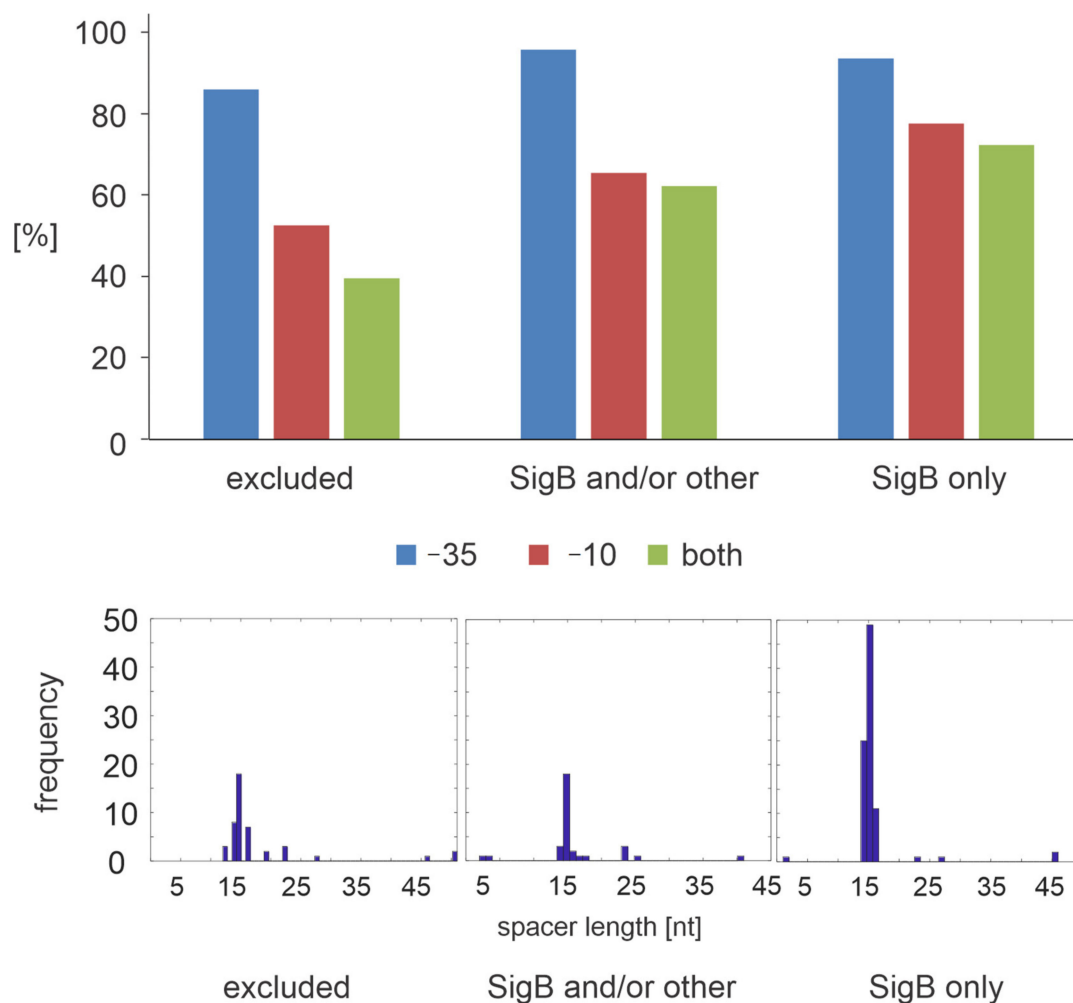 100
80
60
[%]
40
20
0
excluded SigB and/or other SigB only
−35 −10 both
50
40
30
20
10
0
frequency
5 15 25 35 45 5 15 25 35 45 5 15 25 35 45
spacer length [nt]
excluded SigB and/or other SigB only